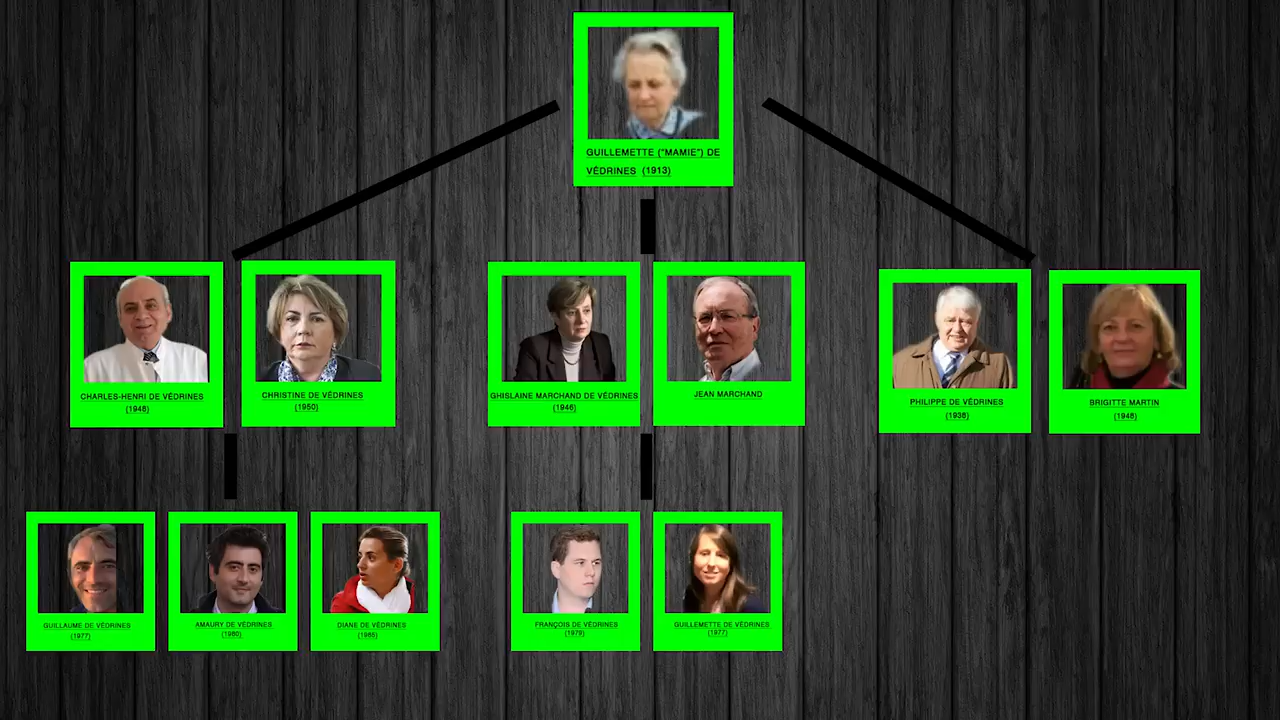 GUILLEMETTE ("MAMIE") DE
VÉDRINES (1913)
CHARLES-HENRI DE VÉDRINES
(1948)
CHRISTINE DE VÉDRINES
(1950)
GHISLAINE MARCHAND DE VÉDRINES
(1946)
JEAN MARCHAND
PHILIPPE DE VÉDRINES
(1938)
BRIGITTE MARTIN
(1948)
GUILLAUME DE VÉDRINES
(1977)
AMAURY DE VÉDRINES
(1980)
DIANE DE VÉDRINES
(1985)
FRANÇOIS DE VÉDRINES
(1979)
GUILLEMETTE DE VÉDRINES
(1977)